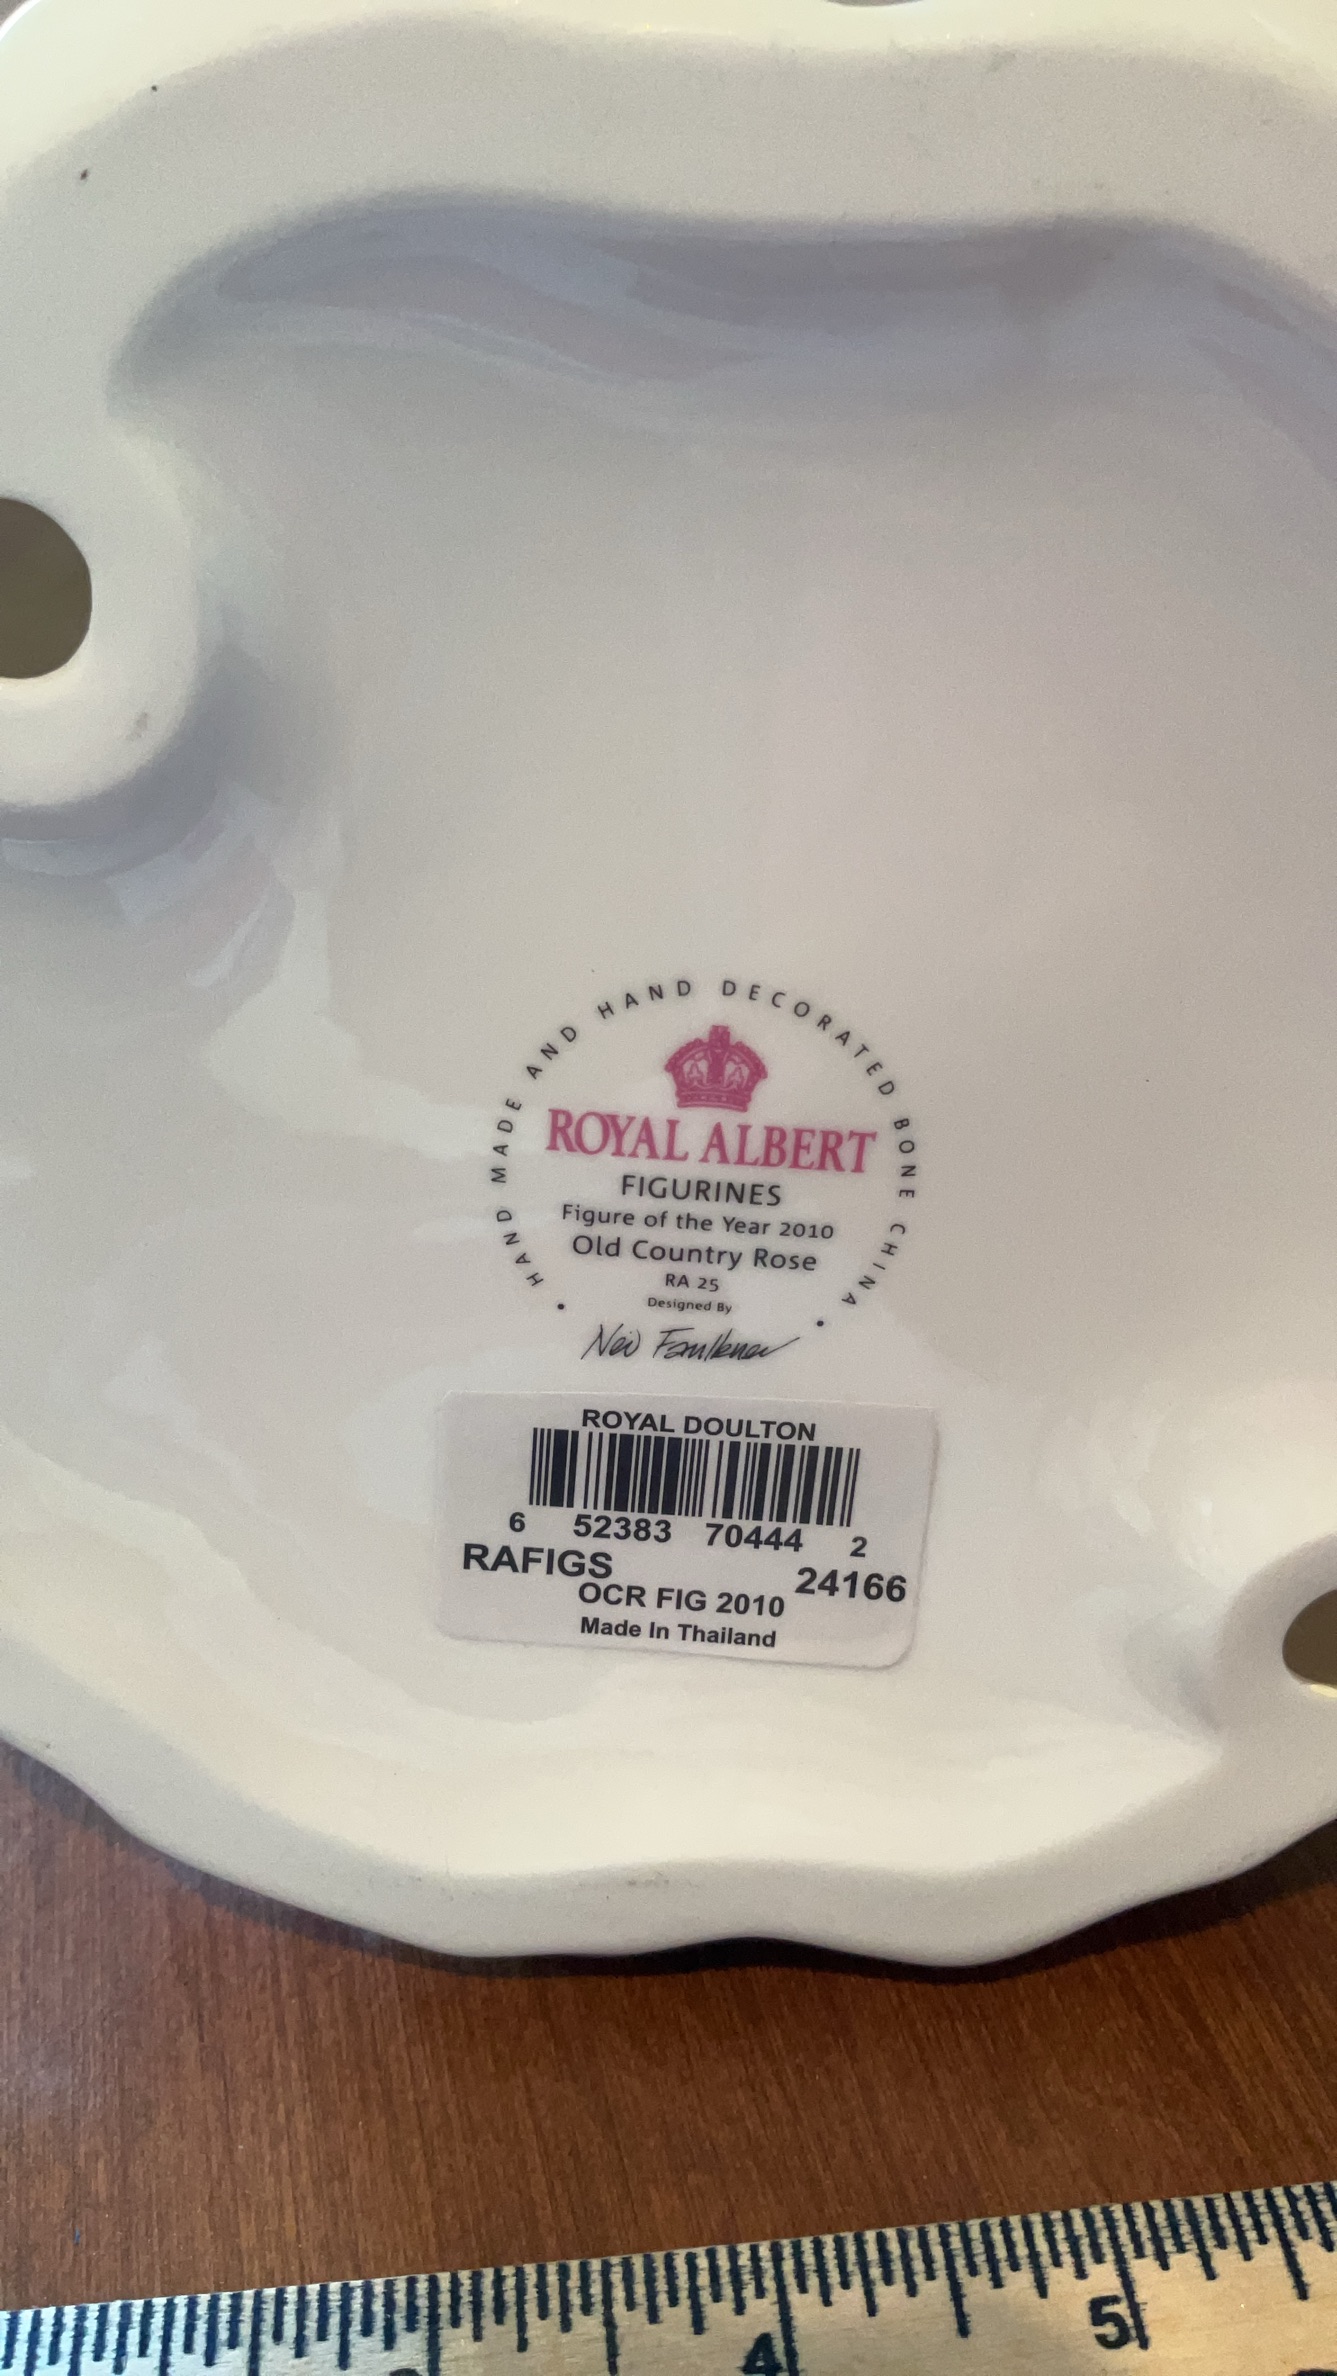 HAND MADE AND HAND DECORATED BONE CHINA
ROYAL ALBERT
FIGURINES
Figure of the Year 2010
Old Country Rose
RA 25
Designed By
Neil Faulkner
ROYAL DOULTON
6 52383 70444 2
RAFIGS 24166
OCR FIG 2010
Made In Thailand
4 5